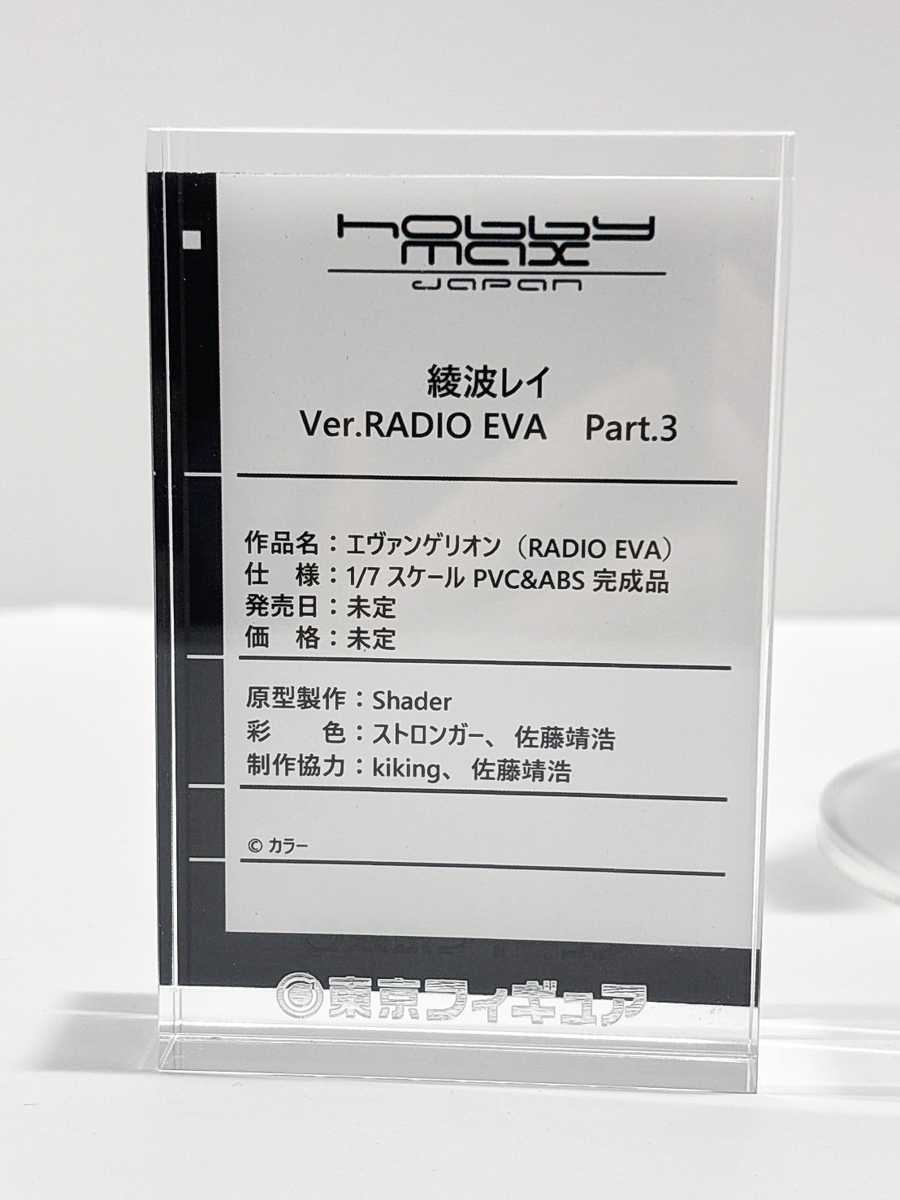 hobby
max
JAPAN
綾波レイ
Ver.RADIO EVA　Part.3
作品名：エヴァンゲリオン（RADIO EVA）
仕　様：1/7 スケール PVC&ABS 完成品
発売日：未定
価　格：未定
原型製作：Shader
彩　　色：ストロンガー、佐藤靖浩
制作協力：kiking、佐藤靖浩
© カラー
東京フィギュア